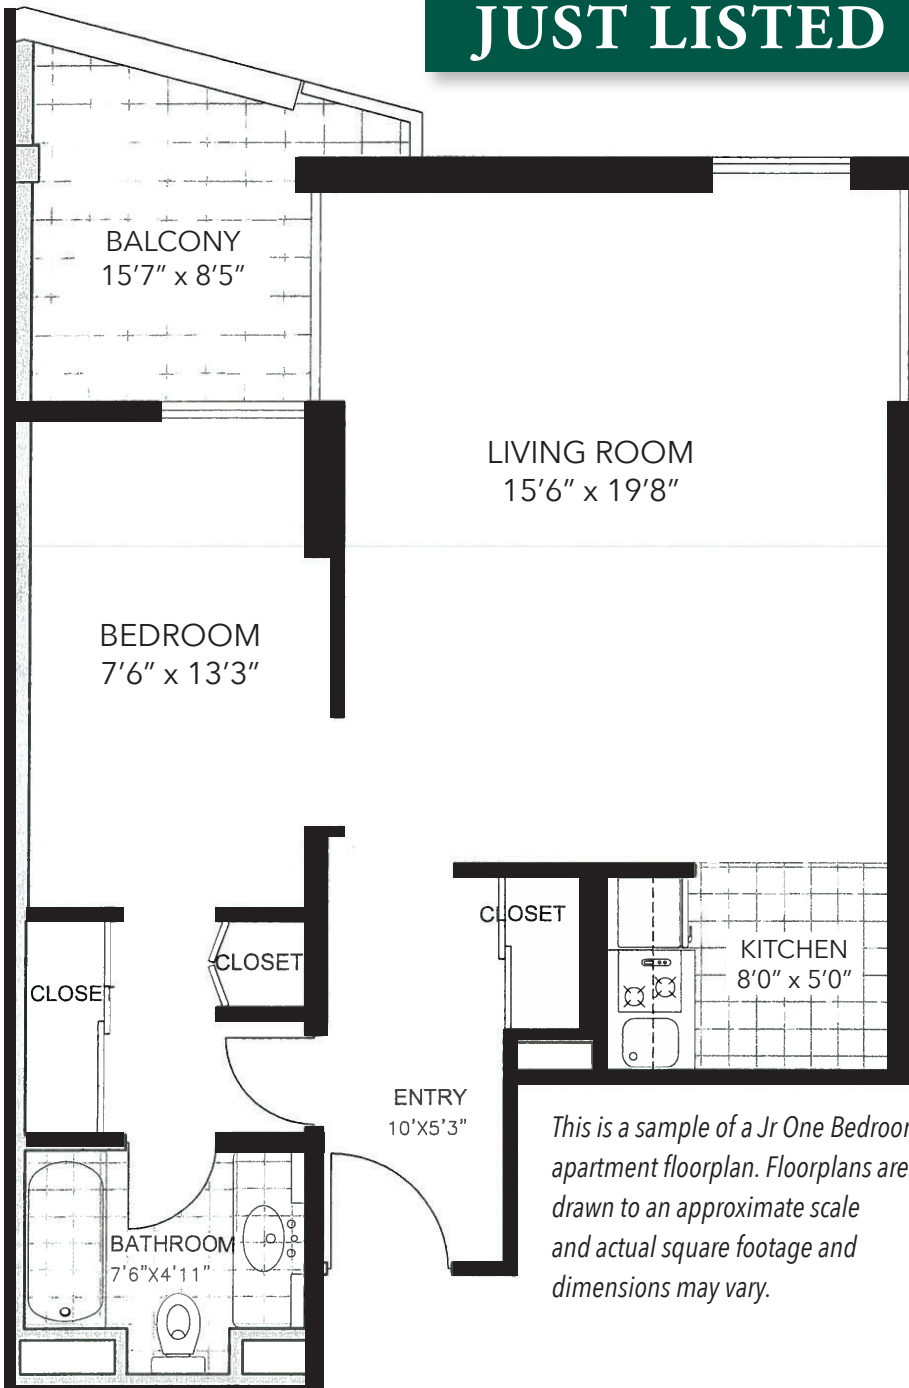 JUST LISTED
BALCONY
15'7" x 8'5"
LIVING ROOM
15'6" x 19'8"
BEDROOM
7'6" x 13'3"
CLOSET
CLOSET
CLOSET
KITCHEN
8'0" x 5'0"
ENTRY
10'X5'3"
BATHROOM
7'6"X4'11"
This is a sample of a Jr One Bedroom
apartment floorplan. Floorplans are
drawn to an approximate scale
and actual square footage and
dimensions may vary.